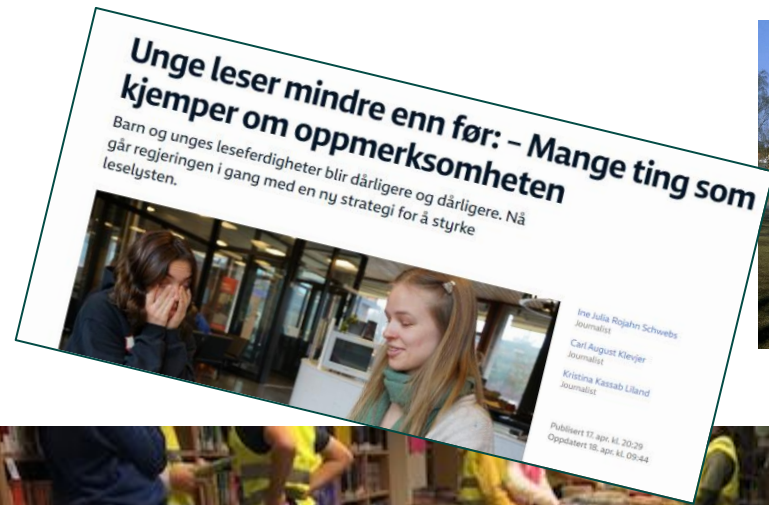 Unge leser mindre enn før: – Mange ting som
kjemper om oppmerksomheten
Barn og unges leseferdigheter blir dårligere og dårligere. Nå
går regjeringen i gang med en ny strategi for å styrke
leselysten.
Ine Julia Rojahn Schwebs
Journalist
Carl August Klevjer
Journalist
Kristina Kassab Liland
Journalist
Publisert 17. apr. kl. 20:29
Oppdatert 18. apr. kl. 09:44